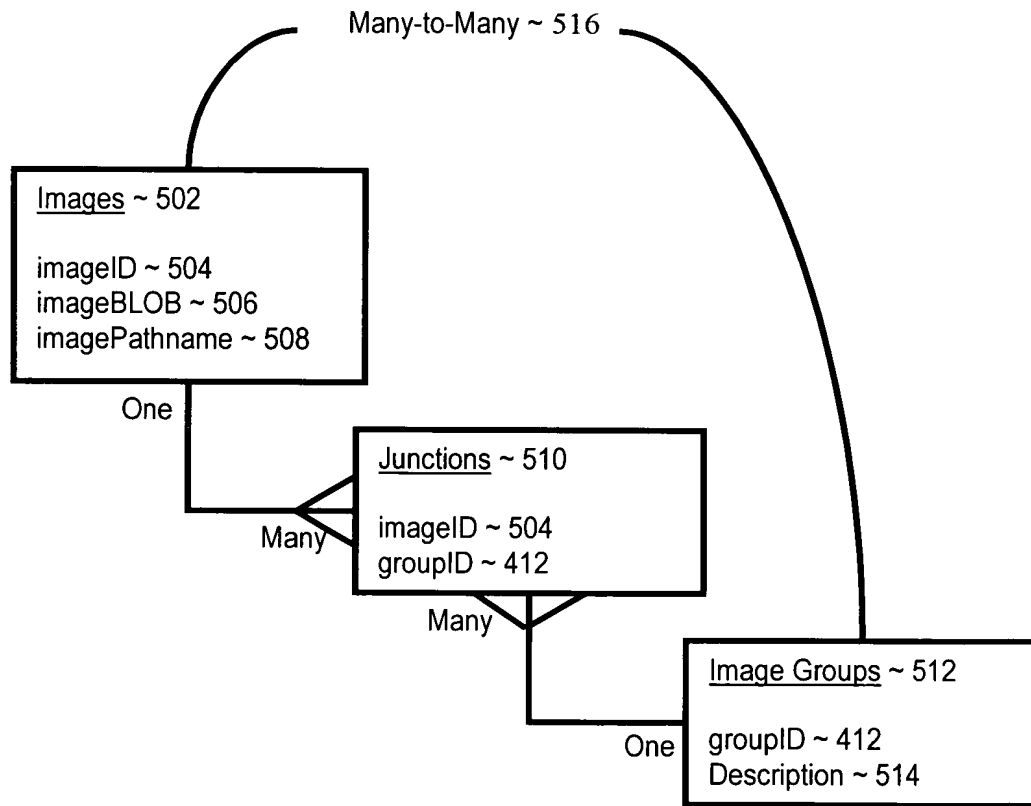 Many-to-Many ~ 516
Images ~ 502
imageID ~ 504
imageBLOB ~ 506
imagePathname ~ 508
One
Junctions ~ 510
imageID ~ 504
groupID ~ 412
Many
Many
Image Groups ~ 512
groupID ~ 412
Description ~ 514
One